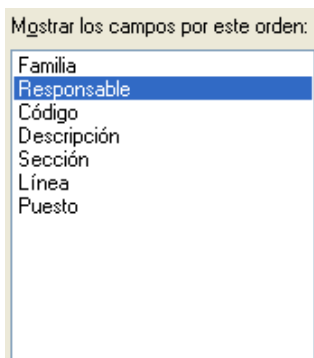 Mostrar los campos por este orden:
Familia
Responsable
Código
Descripción
Sección
Línea
Puesto